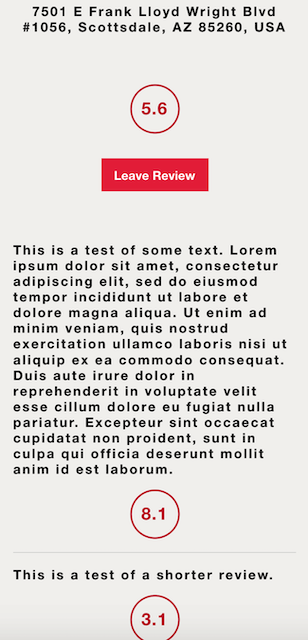 7501 E Frank Lloyd Wright Blvd
#1056, Scottsdale, AZ 85260, USA
5.6
Leave Review
This is a test of some text. Lorem
ipsum dolor sit amet, consectetur
adipiscing elit, sed do eiusmod
tempor incididunt ut labore et
dolore magna aliqua. Ut enim ad
minim veniam, quis nostrud
exercitation ullamco laboris nisi ut
aliquip ex ea commodo consequat.
Duis aute irure dolor in
reprehenderit in voluptate velit
esse cillum dolore eu fugiat nulla
pariatur. Excepteur sint occaecat
cupidatat non proident, sunt in
culpa qui officia deserunt mollit
anim id est laborum.
8.1
This is a test of a shorter review.
3.1